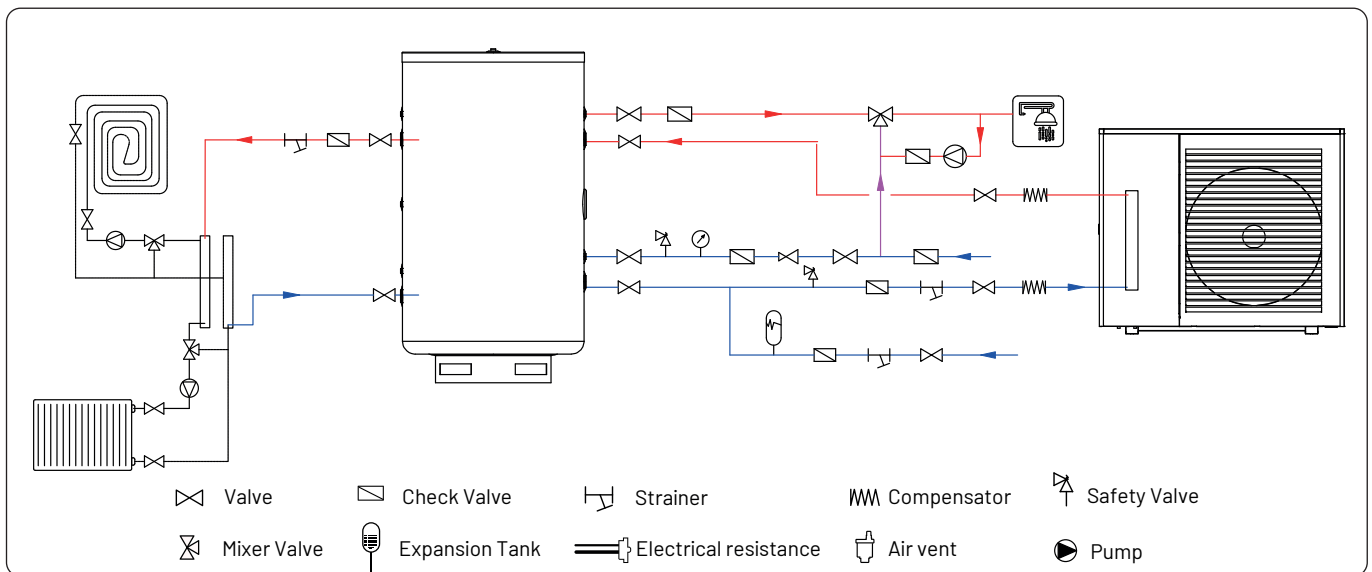 Valve
Check Valve
Strainer
Compensator
Safety Valve
Mixer Valve
Expansion Tank
Electrical resistance
Air vent
Pump